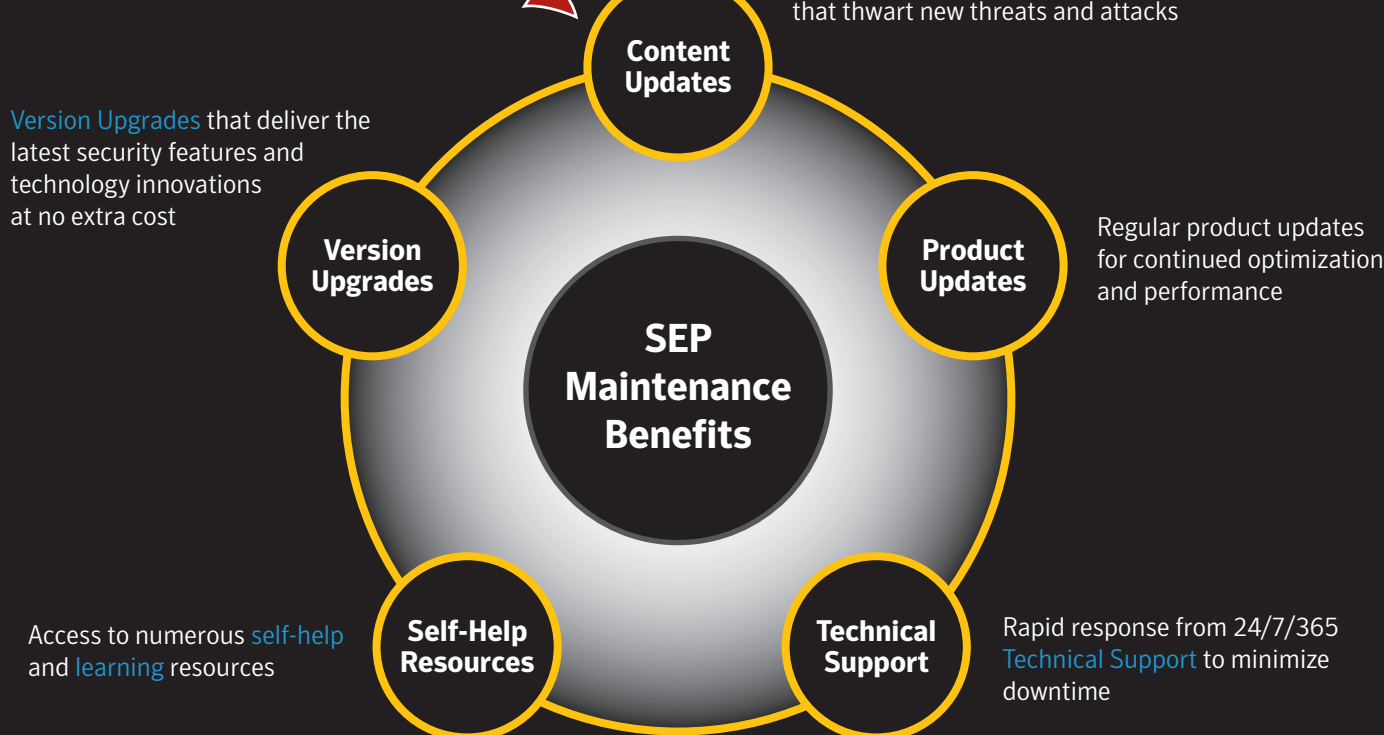 that thwart new threats and attacks
Content
Updates
Version Upgrades that deliver the
latest security features and
technology innovations
at no extra cost
Version
Upgrades
Product
Updates
Regular product updates
for continued optimization
and performance
SEP
Maintenance
Benefits
Access to numerous self-help
and learning resources
Self-Help
Resources
Technical
Support
Rapid response from 24/7/365
Technical Support to minimize
downtime